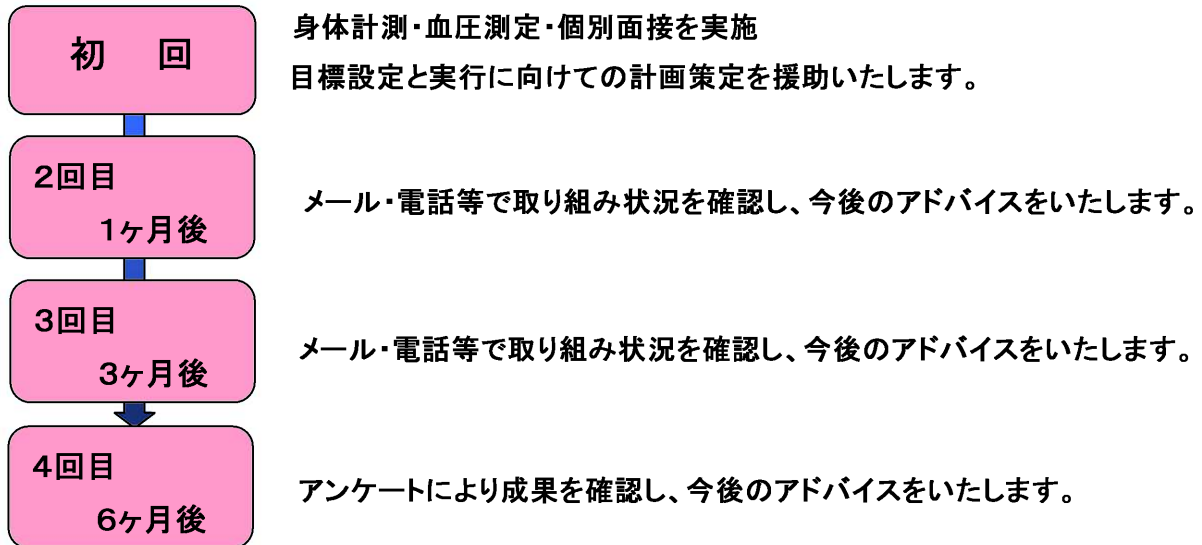 初 回
身体計測・血圧測定・個別面接を実施
目標設定と実行に向けての計画策定を援助いたします。
2回目
1ヶ月後
メール・電話等で取り組み状況を確認し、今後のアドバイスをいたします。
3回目
3ヶ月後
メール・電話等で取り組み状況を確認し、今後のアドバイスをいたします。
4回目
6ヶ月後
アンケートにより成果を確認し、今後のアドバイスをいたします。